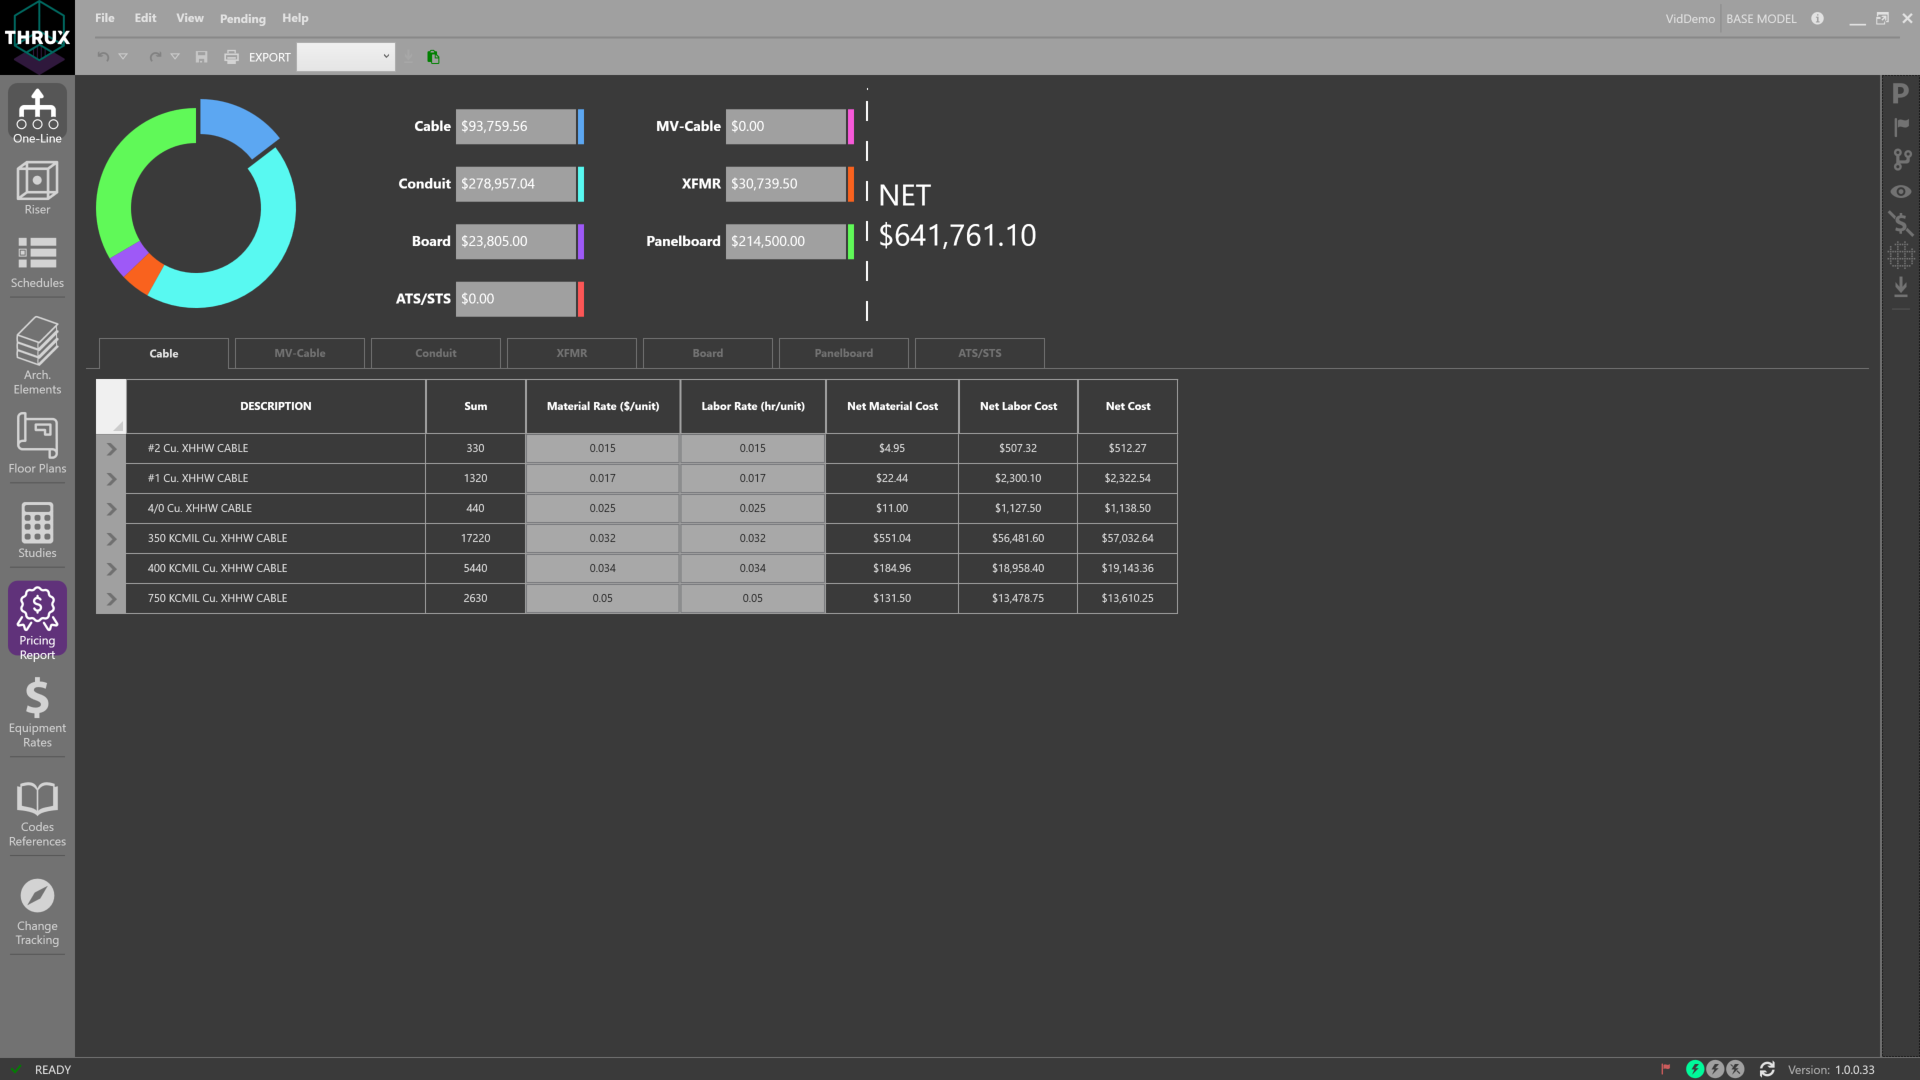 THRUX
File Edit View Pending Help
VidDemo BASE MODEL
EXPORT
One-Line
Riser
Schedules
Arch.
Elements
Floor Plans
Studies
Pricing
Report
Equipment
Rates
Codes
References
Change
Tracking
Cable $93,759.56
MV-Cable $0.00
Conduit $278,957.04
XFMR $30,739.50
Board $23,805.00
Panelboard $214,500.00
ATS/STS $0.00
NET
$641,761.10
Cable MV-Cable Conduit XFMR Board Panelboard ATS/STS
DESCRIPTION Sum Material Rate ($/unit) Labor Rate (hr/unit) Net Material Cost Net Labor Cost Net Cost
#2 Cu. XHHW CABLE 330 0.015 0.015 $4.95 $507.32 $512.27
#1 Cu. XHHW CABLE 1320 0.017 0.017 $22.44 $2,300.10 $2,322.54
4/0 Cu. XHHW CABLE 440 0.025 0.025 $11.00 $1,127.50 $1,138.50
350 KCMIL Cu. XHHW CABLE 17220 0.032 0.032 $551.04 $56,481.60 $57,032.64
400 KCMIL Cu. XHHW CABLE 5440 0.034 0.034 $184.96 $18,958.40 $19,143.36
750 KCMIL Cu. XHHW CABLE 2630 0.05 0.05 $131.50 $13,478.75 $13,610.25
P
READY
Version: 1.0.0.33